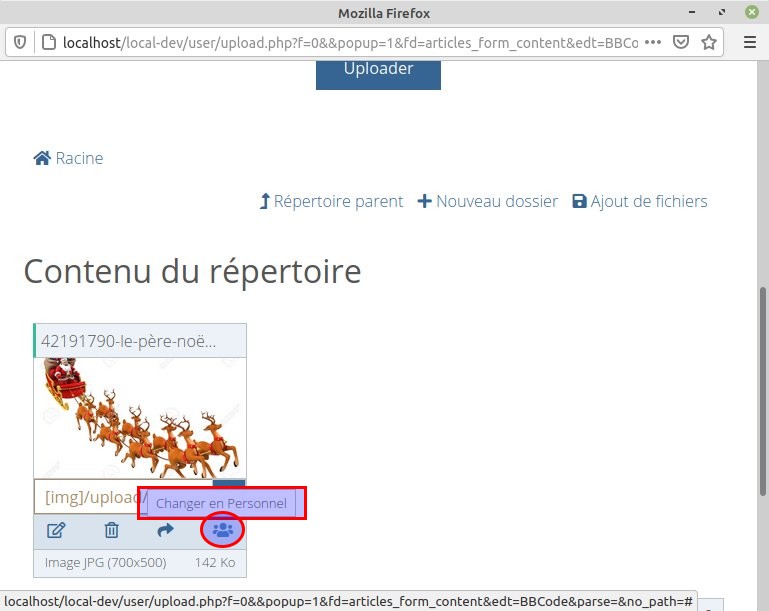 Mozilla Firefox
localhost/local-dev/user/upload.php?f=0&&popup=1&fd=articles_form_content&edt=BBCo
Uploader
Racine
Répertoire parent Nouveau dossier Ajout de fichiers
Contenu du répertoire
42191790-le-père-noë...
[img]/upload/
Changer en Personnel
Image JPG (700x500) 142 Ko
localhost/local-dev/user/upload.php?f=0&&popup=1&fd=articles_form_content&edt=BBCode&parse=&no_path=#